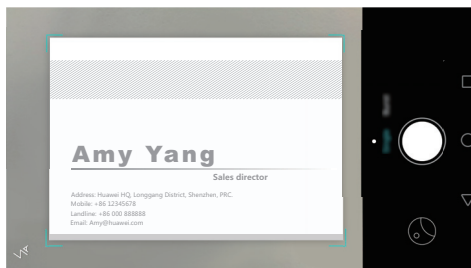 Amy Yang
Sales director
Address: Huawei HQ, Longgang District, Shenzhen, PRC.
Mobile: +86 12345678
Landline: +86 000 888888
Email: Amy@huawei.com
Single